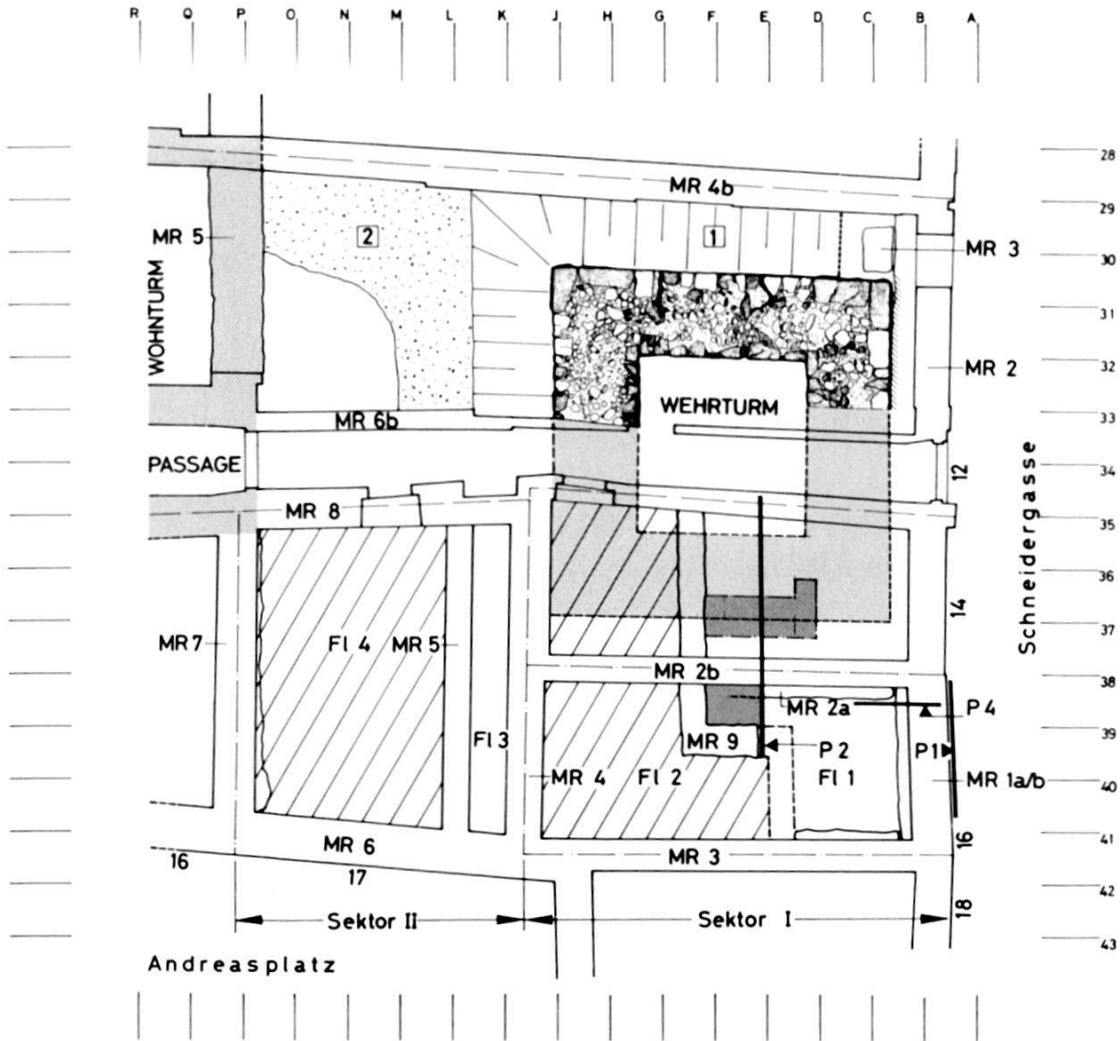 R Q P O N M L K J H G F E D C B A
28
MR 4b
29
MR 5 2 1 MR 3
30
WOHNTURM
31
32
MR 2
WEHRTURM
33
MR 6b
PASSAGE
34
12
MR 8
35
36
Schneidergasse
14
37
MR 7 Fl 4 MR 5
MR 2b
38
MR 2a P 4
Fl 3
39
MR 9 P 2 P1
MR 4 Fl 2 Fl 1 MR 1a/b
40
16
41
MR 6 MR 3
16
17
42
18
Sektor II Sektor I
43
Andreasplatz